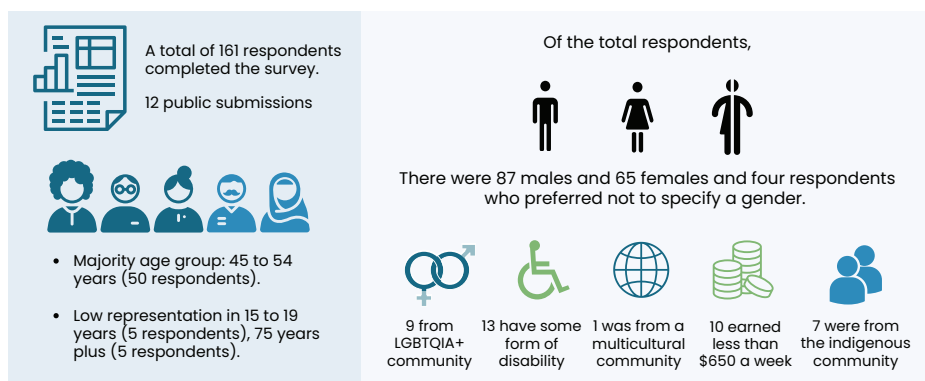 A total of 161 respondents
completed the survey.
12 public submissions
• Majority age group: 45 to 54
years (50 respondents).
• Low representation in 15 to 19
years (5 respondents), 75 years
plus (5 respondents).
Of the total respondents,
There were 87 males and 65 females and four respondents
who preferred not to specify a gender.
9 from
LGBTQIA+
community
13 have some
form of
disability
1 was from a
multicultural
community
10 earned
less than
$650 a week
7 were from
the indigenous
community